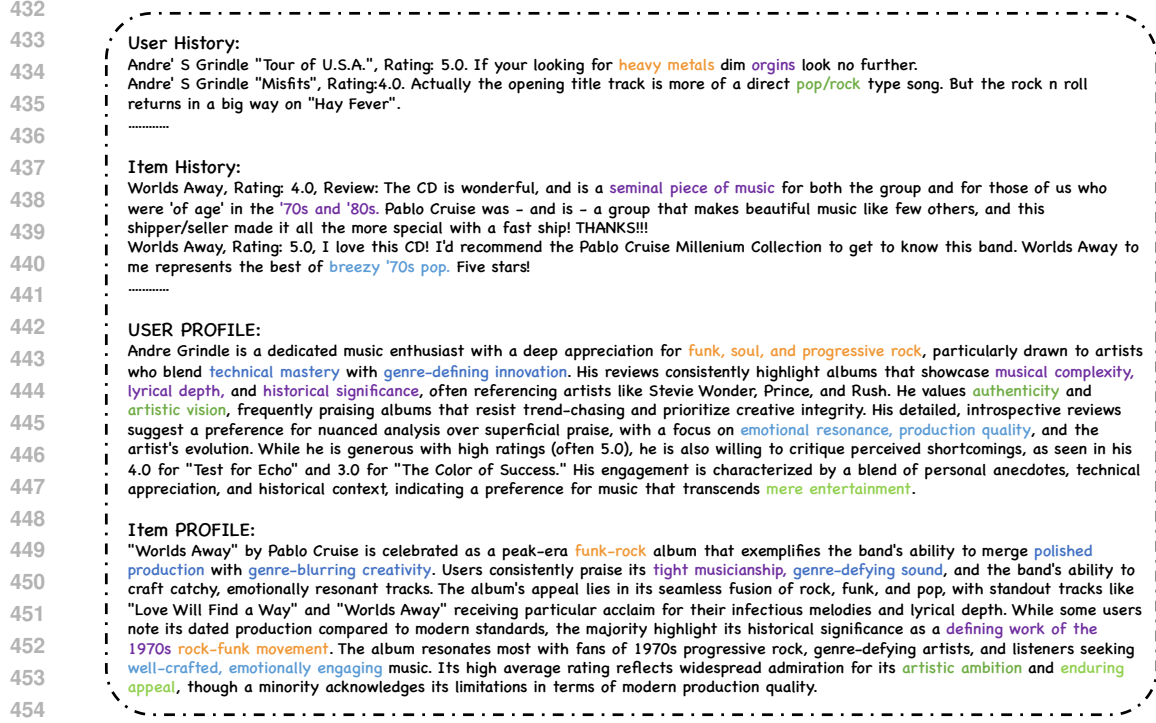 432
433 User History:
434 Andre' S Grindle "Tour of U.S.A.", Rating: 5.0. If your looking for heavy metals dim orgins look no further.
Andre' S Grindle "Misfits", Rating:4.0. Actually the opening title track is more of a direct pop/rock type song. But the rock n roll
435 returns in a big way on "Hay Fever".
436 ............
437 Item History:
Worlds Away, Rating: 4.0, Review: The CD is wonderful, and is a seminal piece of music for both the group and for those of us who
438 were 'of age' in the '70s and '80s. Pablo Cruise was - and is - a group that makes beautiful music like few others, and this
439 shipper/seller made it all the more special with a fast ship! THANKS!!!
Worlds Away, Rating: 5.0, I love this CD! I'd recommend the Pablo Cruise Millenium Collection to get to know this band. Worlds Away to
440 me represents the best of breezy '70s pop. Five stars!
441 ............
442 USER PROFILE:
443 Andre Grindle is a dedicated music enthusiast with a deep appreciation for funk, soul, and progressive rock, particularly drawn to artists
who blend technical mastery with genre-defining innovation. His reviews consistently highlight albums that showcase musical complexity,
444 lyrical depth, and historical significance, often referencing artists like Stevie Wonder, Prince, and Rush. He values authenticity and
445 artistic vision, frequently praising albums that resist trend-chasing and prioritize creative integrity. His detailed, introspective reviews
suggest a preference for nuanced analysis over superficial praise, with a focus on emotional resonance, production quality, and the
446 artist's evolution. While he is generous with high ratings (often 5.0), he is also willing to critique perceived shortcomings, as seen in his
4.0 for "Test for Echo" and 3.0 for "The Color of Success." His engagement is characterized by a blend of personal anecdotes, technical
447 appreciation, and historical context, indicating a preference for music that transcends mere entertainment.
448 Item PROFILE:
449 "Worlds Away" by Pablo Cruise is celebrated as a peak-era funk-rock album that exemplifies the band's ability to merge polished
450 production with genre-blurring creativity. Users consistently praise its tight musicianship, genre-defying sound, and the band's ability to
craft catchy, emotionally resonant tracks. The album's appeal lies in its seamless fusion of rock, funk, and pop, with standout tracks like
451 "Love Will Find a Way" and "Worlds Away" receiving particular acclaim for their infectious melodies and lyrical depth. While some users
note its dated production compared to modern standards, the majority highlight its historical significance as a defining work of the
452 1970s rock-funk movement. The album resonates most with fans of 1970s progressive rock, genre-defying artists, and listeners seeking
453 well-crafted, emotionally engaging music. Its high average rating reflects widespread admiration for its artistic ambition and enduring
appeal, though a minority acknowledges its limitations in terms of modern production quality.
454